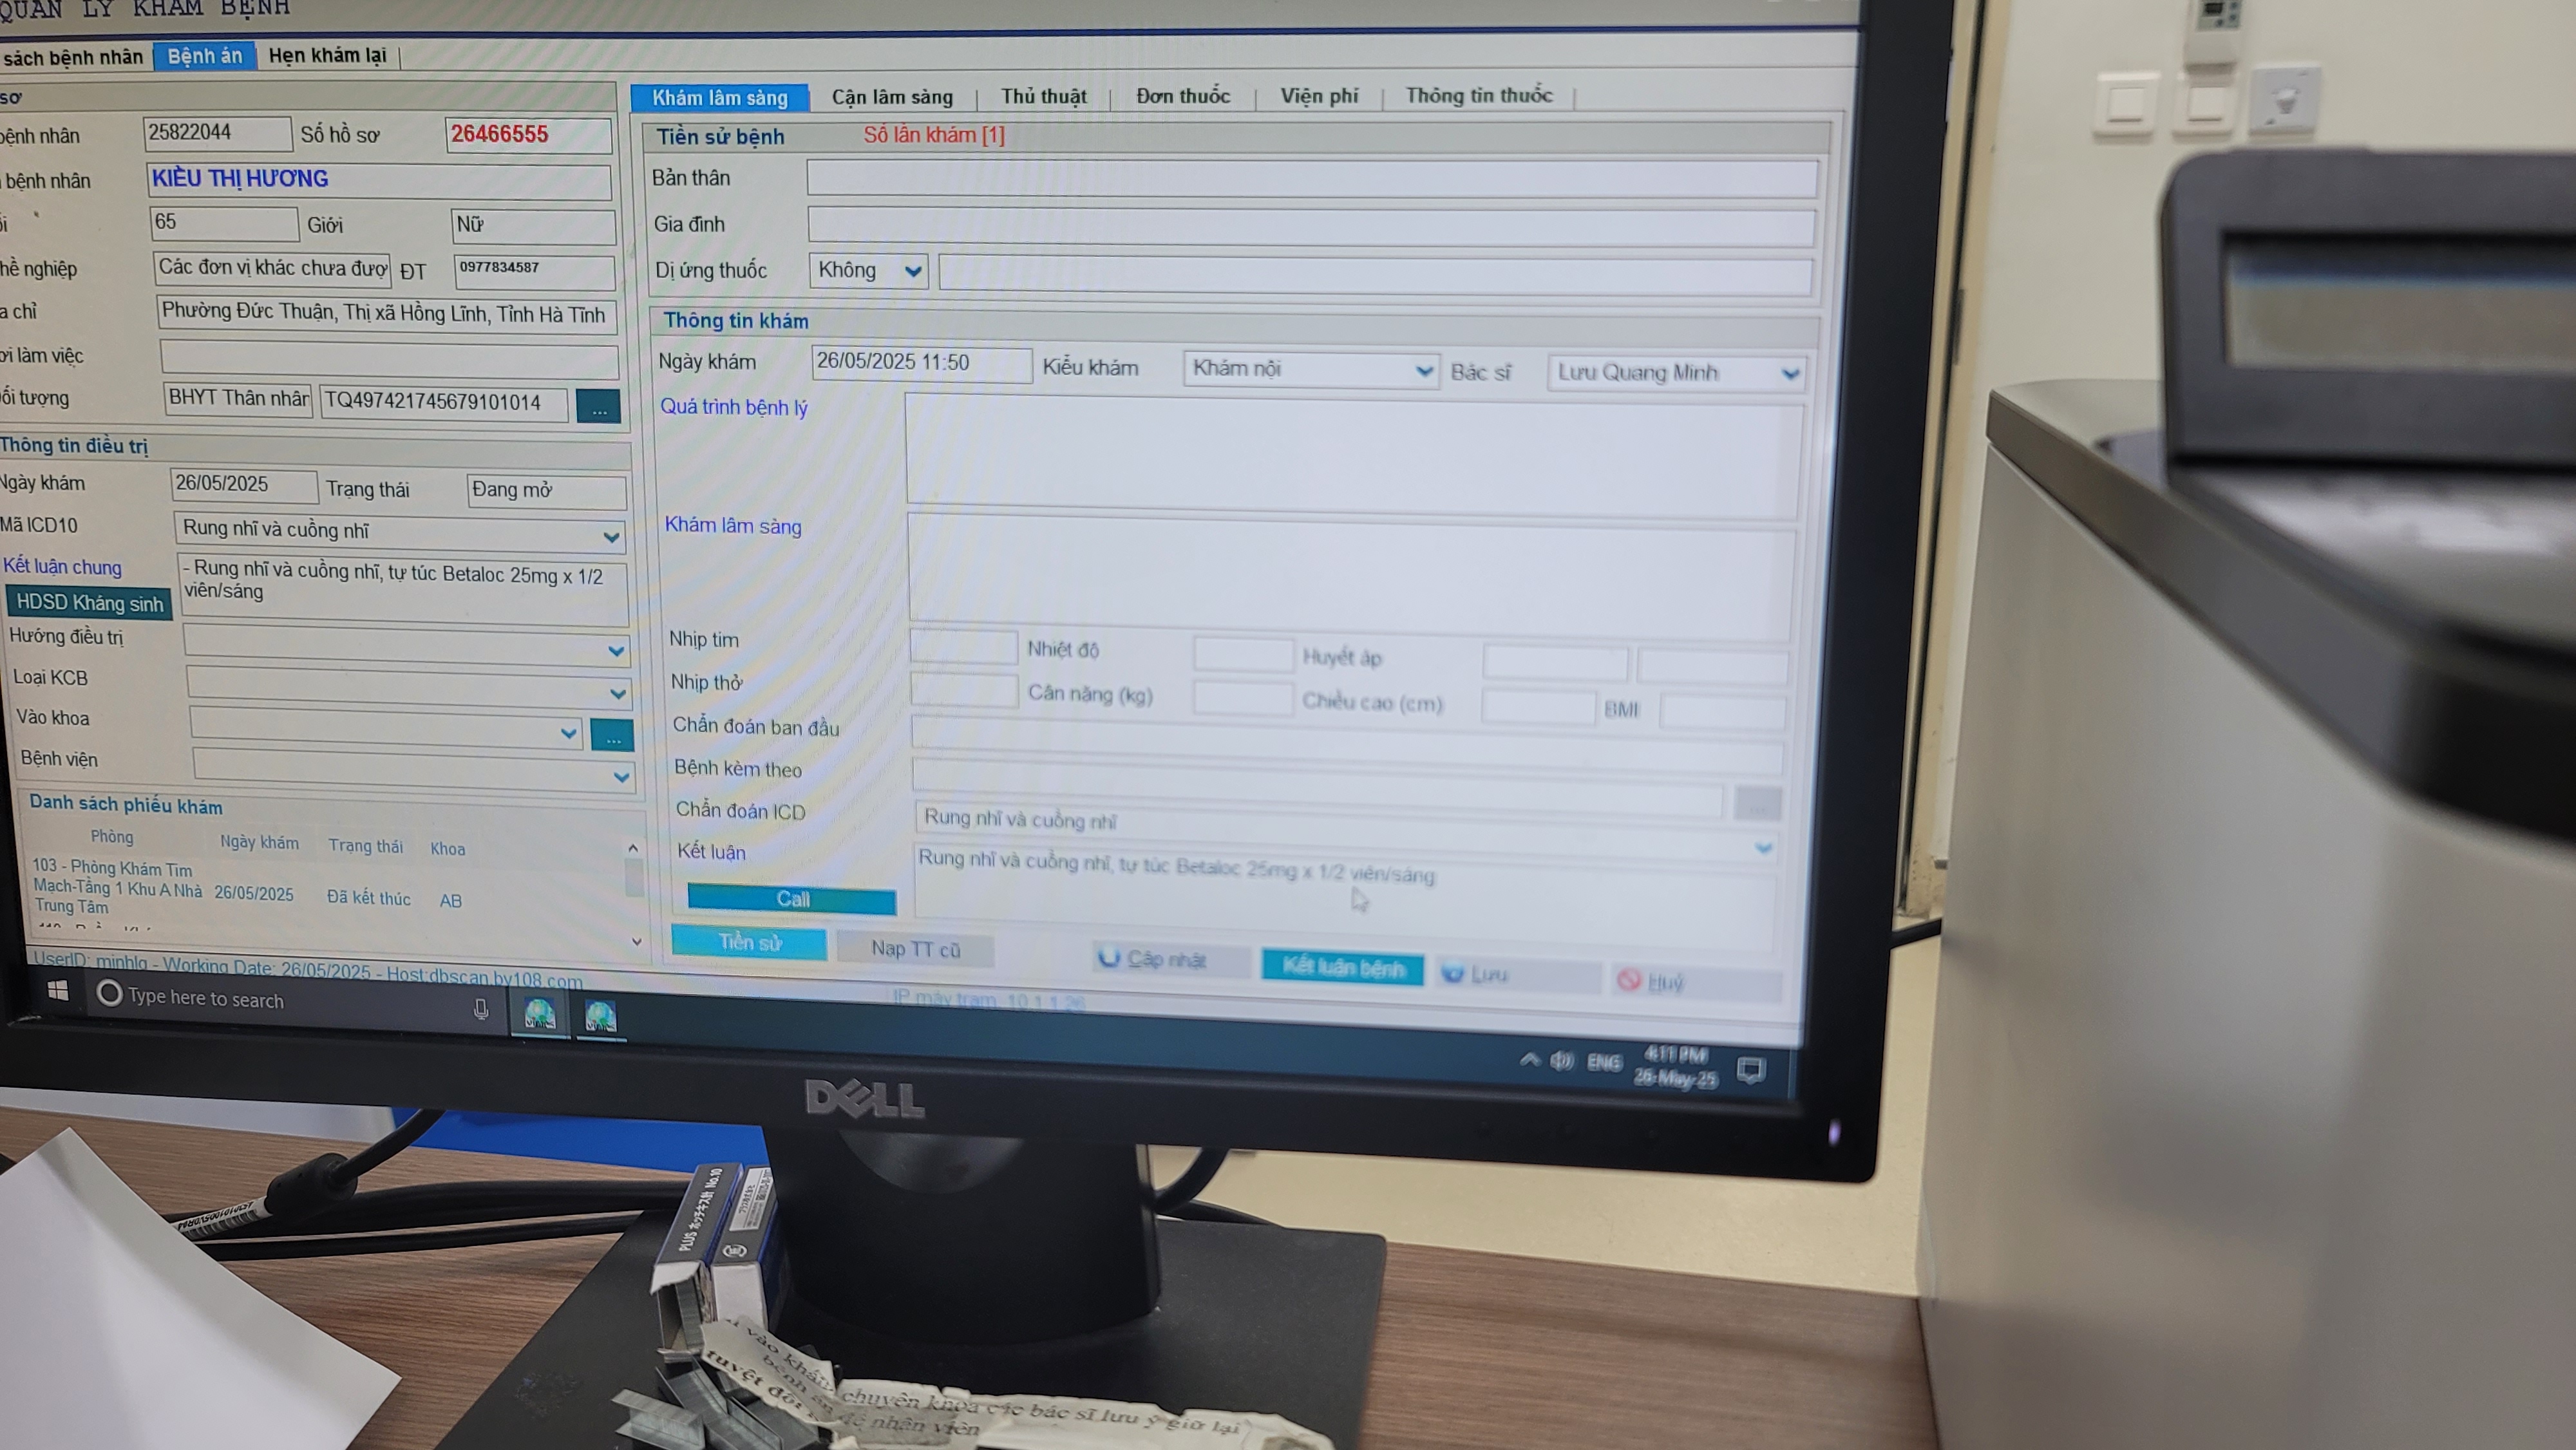 QUẢN LÝ KHÁM BỆNH
sách bệnh nhân Bệnh án Hẹn khám lại
sơ
bệnh nhân 25822044 Số hồ sơ 26466555
bệnh nhân KIỀU THỊ HƯƠNG
65 Giới Nữ
nghiệp Các đơn vị khác chưa đượ ĐT 0977834587
chỉ Phường Đức Thuận, Thị xã Hồng Lĩnh, Tỉnh Hà Tĩnh
làm việc
tượng BHYT Thân nhân TQ497421745679101014 ...
Thông tin điều trị
Ngày khám 26/05/2025 Trạng thái Đang mở
Mã ICD10 Rung nhĩ và cuồng nhĩ
Kết luận chung - Rung nhĩ và cuồng nhĩ, tự túc Betaloc 25mg x 1/2
viên/sáng
HDSD Kháng sinh
Hướng điều trị
Loại KCB
Vào khoa ...
Bệnh viện
Danh sách phiếu khám
Phòng Ngày khám Trạng thái Khoa
103 - Phòng Khám Tim
Mạch-Tầng 1 Khu A Nhà 26/05/2025 Đã kết thúc AB
Trung Tâm
UserID: minhlq - Working Date: 26/05/2025 - Host:dbscan.bv108.com
Khám lâm sàng Cận lâm sàng Thủ thuật Đơn thuốc Viện phí Thông tin thuốc
Tiền sử bệnh Số lần khám [1]
Bản thân
Gia đình
Dị ứng thuốc Không
Thông tin khám
Ngày khám 26/05/2025 11:50 Kiểu khám Khám nội Bác sĩ Lưu Quang Minh
Quá trình bệnh lý
Khám lâm sàng
Nhịp tim Nhiệt độ Huyết áp
Nhịp thở Cân nặng (kg) Chiều cao (cm) BMI
Chẩn đoán ban đầu
Bệnh kèm theo ...
Chẩn đoán ICD Rung nhĩ và cuồng nhĩ
Kết luận Rung nhĩ và cuồng nhĩ, tự túc Betaloc 25mg x 1/2 viên/sáng
Call
Tiền sử Nạp TT cũ Cập nhật Kết luận bệnh Lưu Huỷ
IP máy trạm 10.1.1.26
Type here to search
ENG 4:11 PM
26-May-25
DELL
PLUS ホッチキス針 No.10
vào khám chuyên khoa các bác sĩ lưu ý giữ lại
bệnh án để nhân viên
tuyệt đối